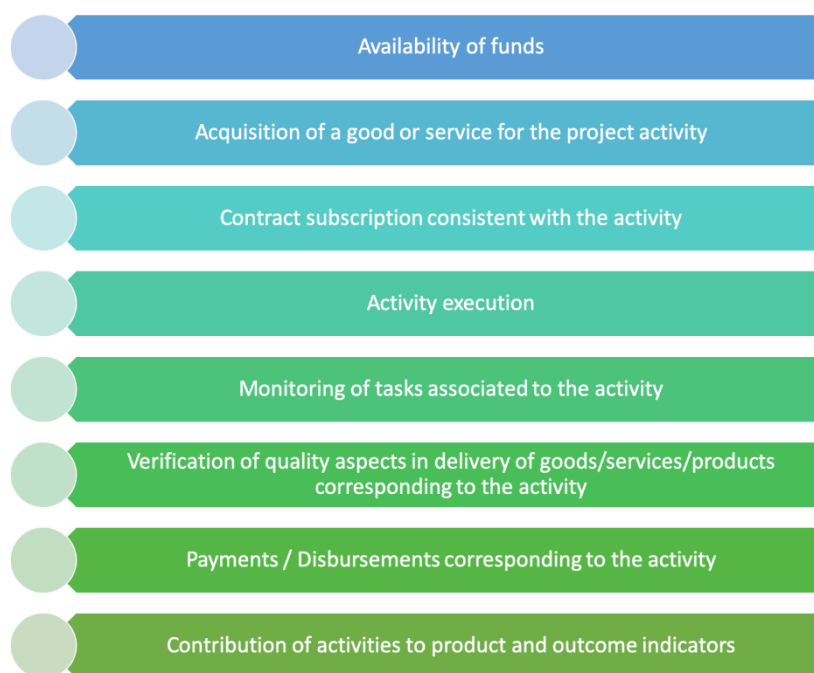 Availability of funds
Acquisition of a good or service for the project activity
Contract subscription consistent with the activity
Activity execution
Monitoring of tasks associated to the activity
Verification of quality aspects in delivery of goods/services/products
corresponding to the activity
Payments / Disbursements corresponding to the activity
Contribution of activities to product and outcome indicators